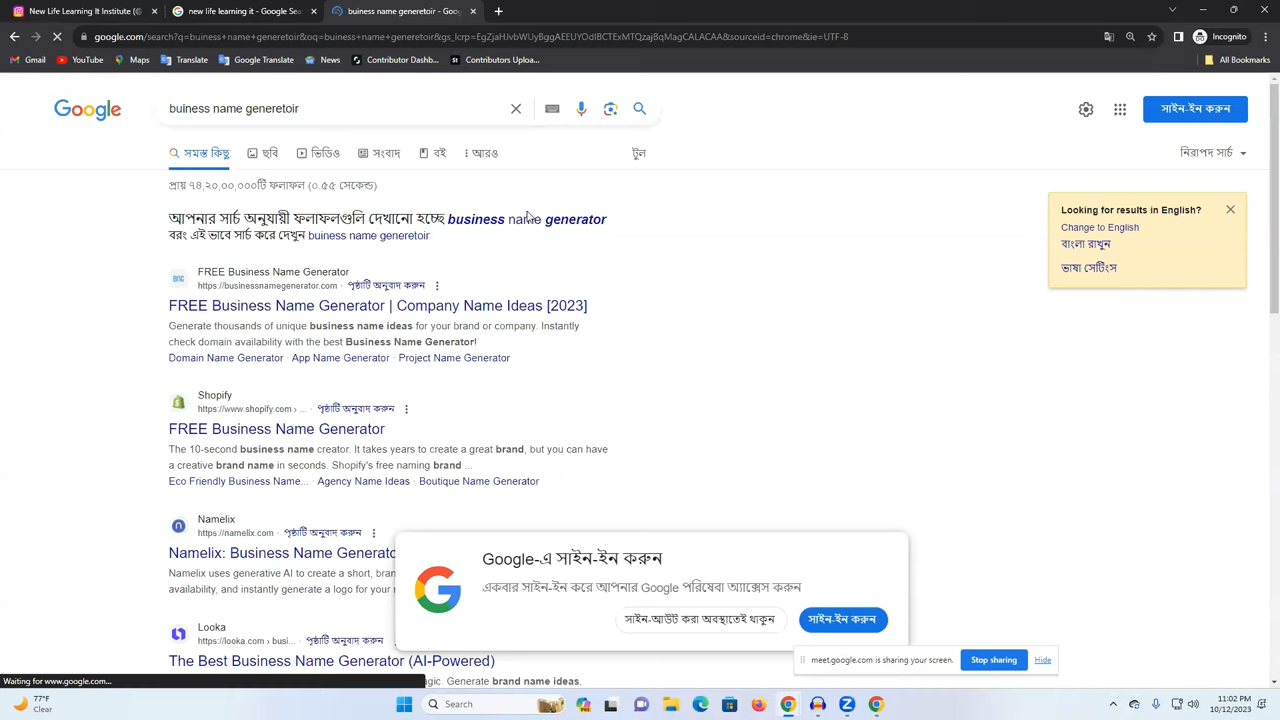 New Life Learning Institute (@
New life learning it - Google Se
buiness name generetoir - Goog
google.com/search?q=buiness+name+generetoir&oq=buiness+name+generetoir&gs_lcrp=EgZjaHJvbWUyBggAEEUYOdIBCTExMTQzajBqMagCALACAA&sourceid=chrome&ie=UTF-8
Incognito
Gmail YouTube Maps Translate Google Translate News Contributor Dashb... Contributors Uploa... All Bookmarks
Google
buiness name generetoir
সাইন-ইন করুন
সমস্ত কিছু ছবি ভিডিও সংবাদ বই আরও টুল নিরাপদ সার্চ
প্রায় ৭৪,২০,০০,০০০টি ফলাফল (০.৫৫ সেকেন্ড)
আপনার সার্চ অনুযায়ী ফলাফলগুলি দেখানো হচ্ছে business name generator
বরং এই ভাবে সার্চ করে দেখুন buiness name generetoir
Looking for results in English?
Change to English
বাংলা রাখুন
ভাষা সেটিংস
FREE Business Name Generator
https://businessnamegenerator.com · পৃষ্ঠাটি অনুবাদ করুন
FREE Business Name Generator | Company Name Ideas [2023]
Generate thousands of unique business name ideas for your brand or company. Instantly
check domain availability with the best Business Name Generator!
Domain Name Generator · App Name Generator · Project Name Generator
Shopify
https://www.shopify.com › ... · পৃষ্ঠাটি অনুবাদ করুন
FREE Business Name Generator
The 10-second business name creator. It takes years to create a great brand, but you can have
a creative brand name in seconds. Shopify's free naming brand ...
Eco Friendly Business Name... · Agency Name Ideas · Boutique Name Generator
Namelix
https://namelix.com · পৃষ্ঠাটি অনুবাদ করুন
Namelix: Business Name Generato
Namelix uses generative AI to create a short, bran
availability, and instantly generate a logo for your
Looka
https://looka.com › busi... · পৃষ্ঠাটি অনুবাদ করুন
The Best Business Name Generator (AI-Powered)
Generate brand name ideas,
Google-এ সাইন-ইন করুন
একবার সাইন-ইন করে আপনার Google পরিষেবা অ্যাক্সেস করুন
সাইন-আউট করা অবস্থাতেই থাকুন সাইন-ইন করুন
meet.google.com is sharing your screen. Stop sharing Hide
Waiting for www.google.com...
77°F
Clear
Search
11:02 PM
10/12/2023